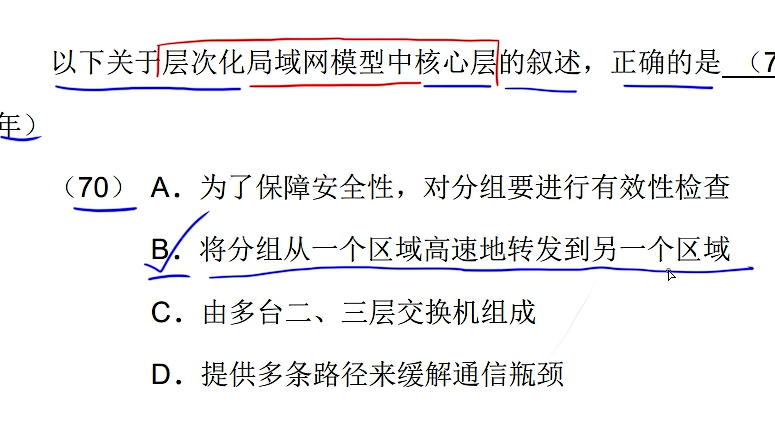 以下关于层次化局域网模型中核心层的叙述，正确的是 （7
年）
（70） A．为了保障安全性，对分组要进行有效性检查
B．将分组从一个区域高速地转发到另一个区域
C．由多台二、三层交换机组成
D．提供多条路径来缓解通信瓶颈